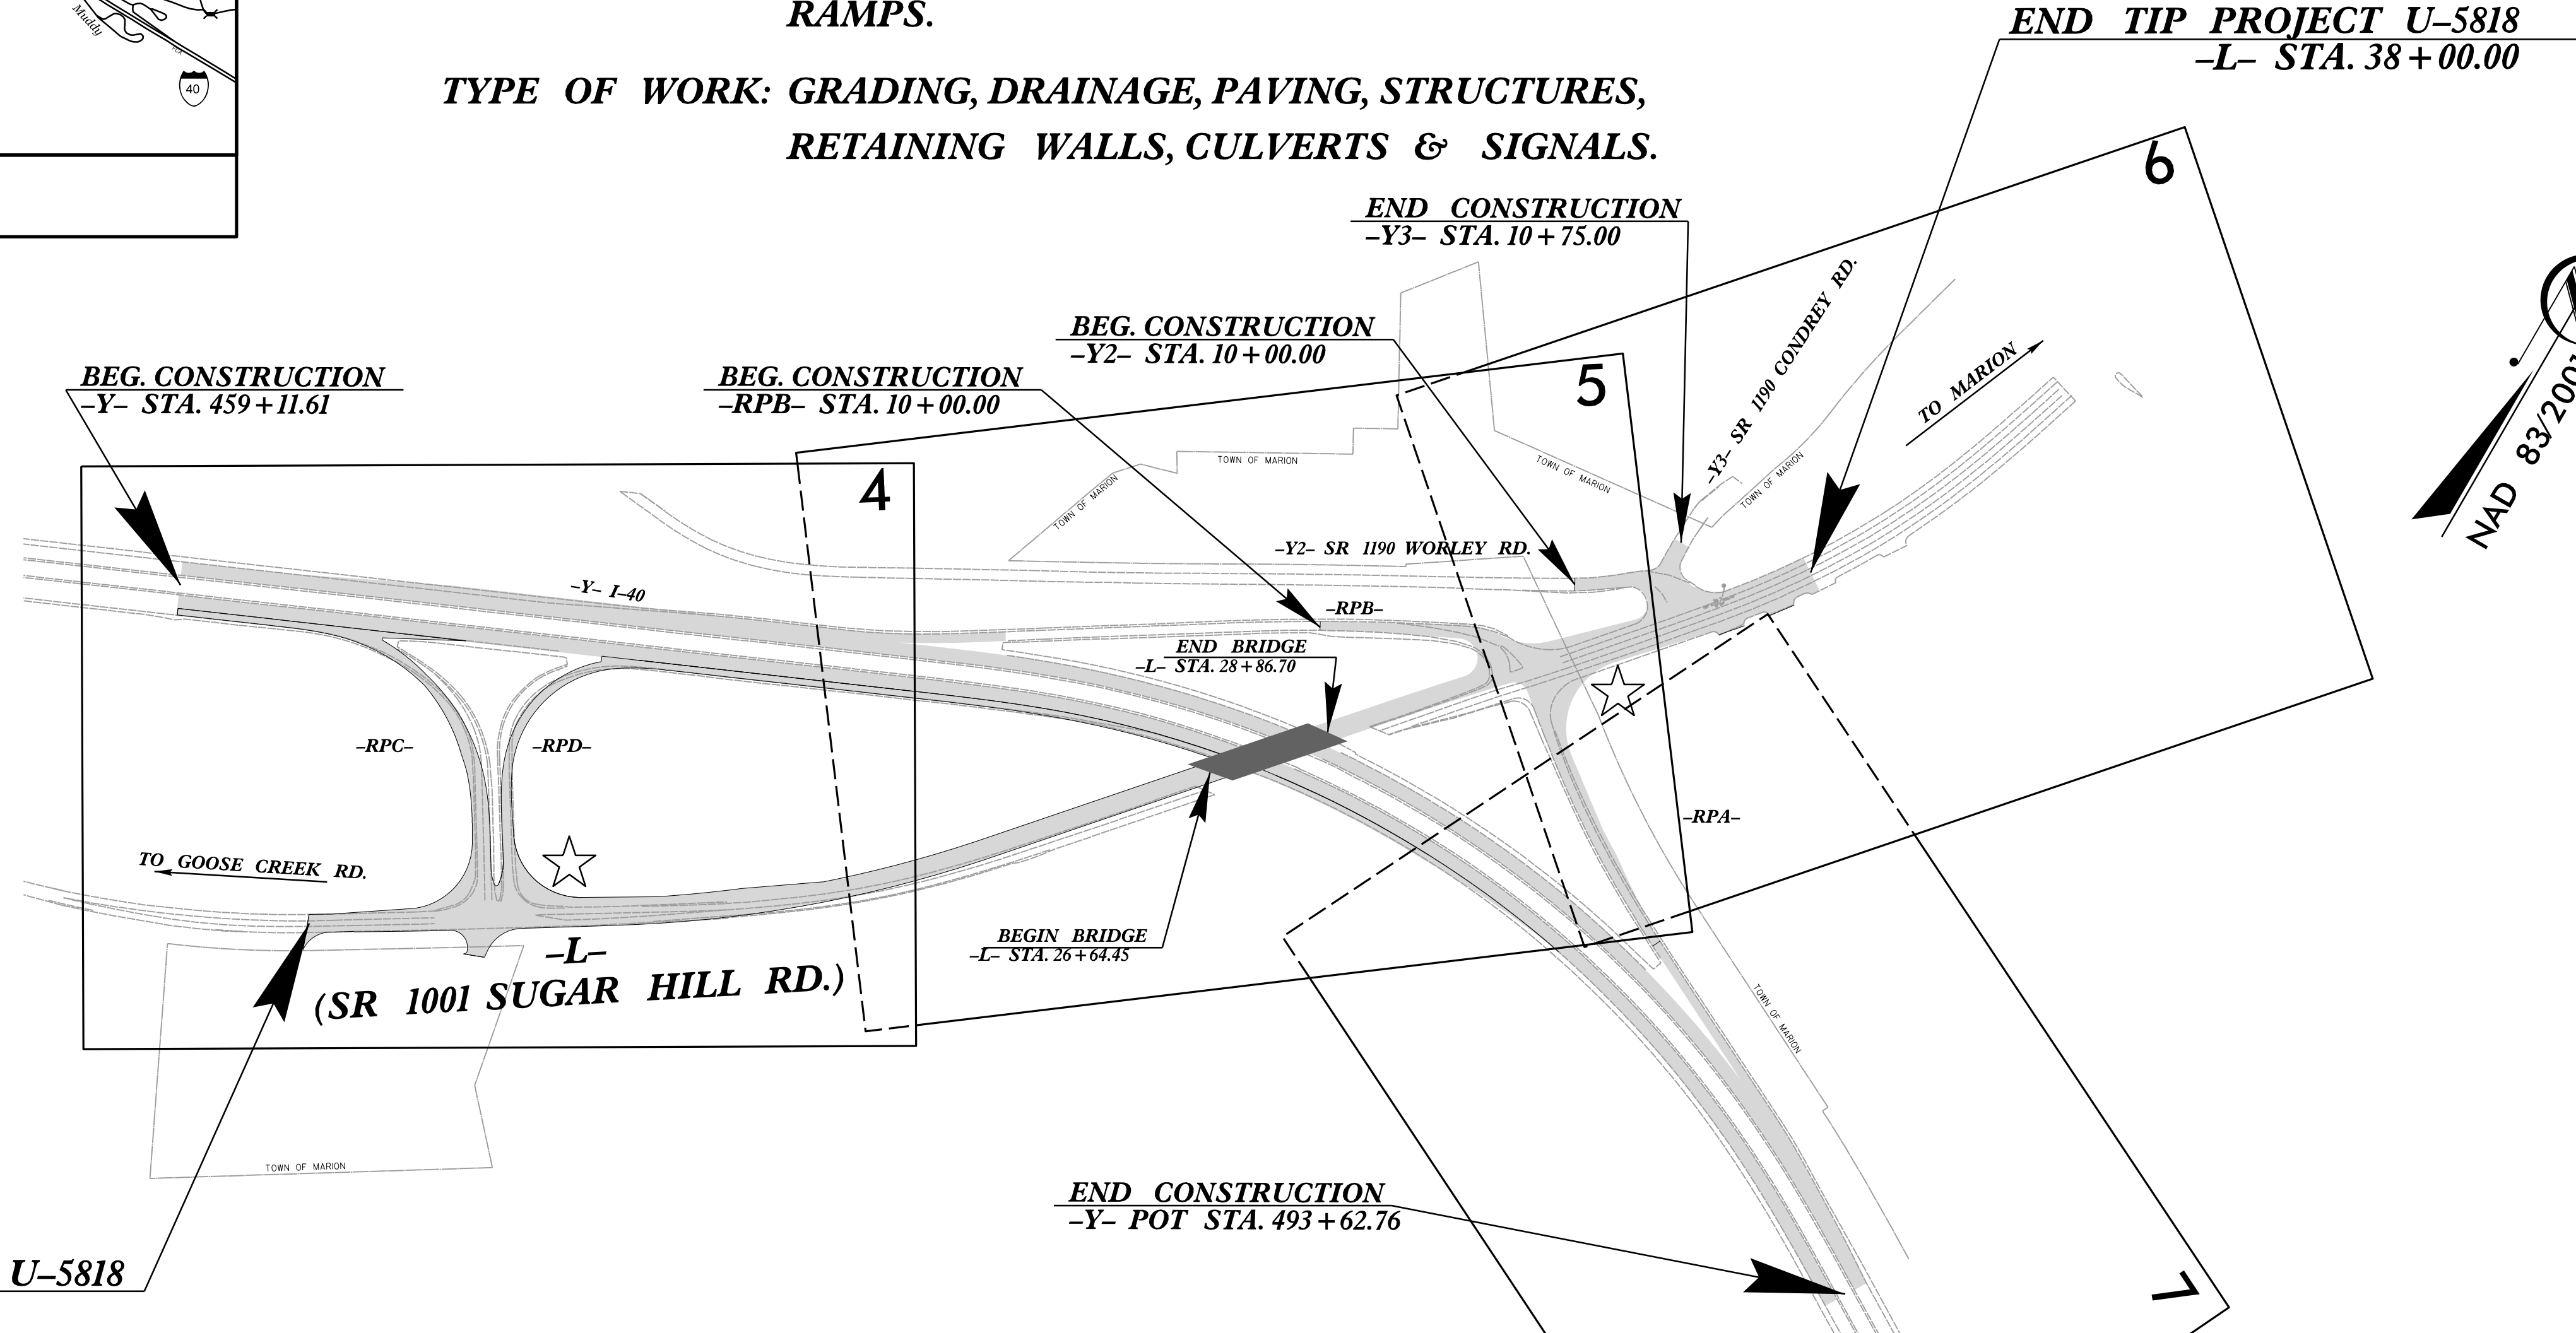 Muddy
40
RAMPS.
TYPE OF WORK: GRADING, DRAINAGE, PAVING, STRUCTURES,
RETAINING WALLS, CULVERTS & SIGNALS.
END TIP PROJECT U–5818
–L– STA. 38+00.00
6
END CONSTRUCTION
–Y3– STA. 10+75.00
BEG. CONSTRUCTION
–Y2– STA. 10+00.00
BEG. CONSTRUCTION
–RPB– STA. 10+00.00
BEG. CONSTRUCTION
–Y– STA. 459+11.61
–Y3– SR 1190 CONDREY RD.
TO MARION
NAD 83/2001
5
4
TOWN OF MARION
TOWN OF MARION
TOWN OF MARION
TOWN OF MARION
–Y2– SR 1190 WORLEY RD.
–Y– I–40
–RPB–
END BRIDGE
–L– STA. 28+86.70
–RPC–
–RPD–
–RPA–
TO GOOSE CREEK RD.
BEGIN BRIDGE
–L– STA. 26+64.45
–L–
(SR 1001 SUGAR HILL RD.)
TOWN OF MARION
TOWN OF MARION
END CONSTRUCTION
–Y– POT STA. 493+62.76
U–5818
7